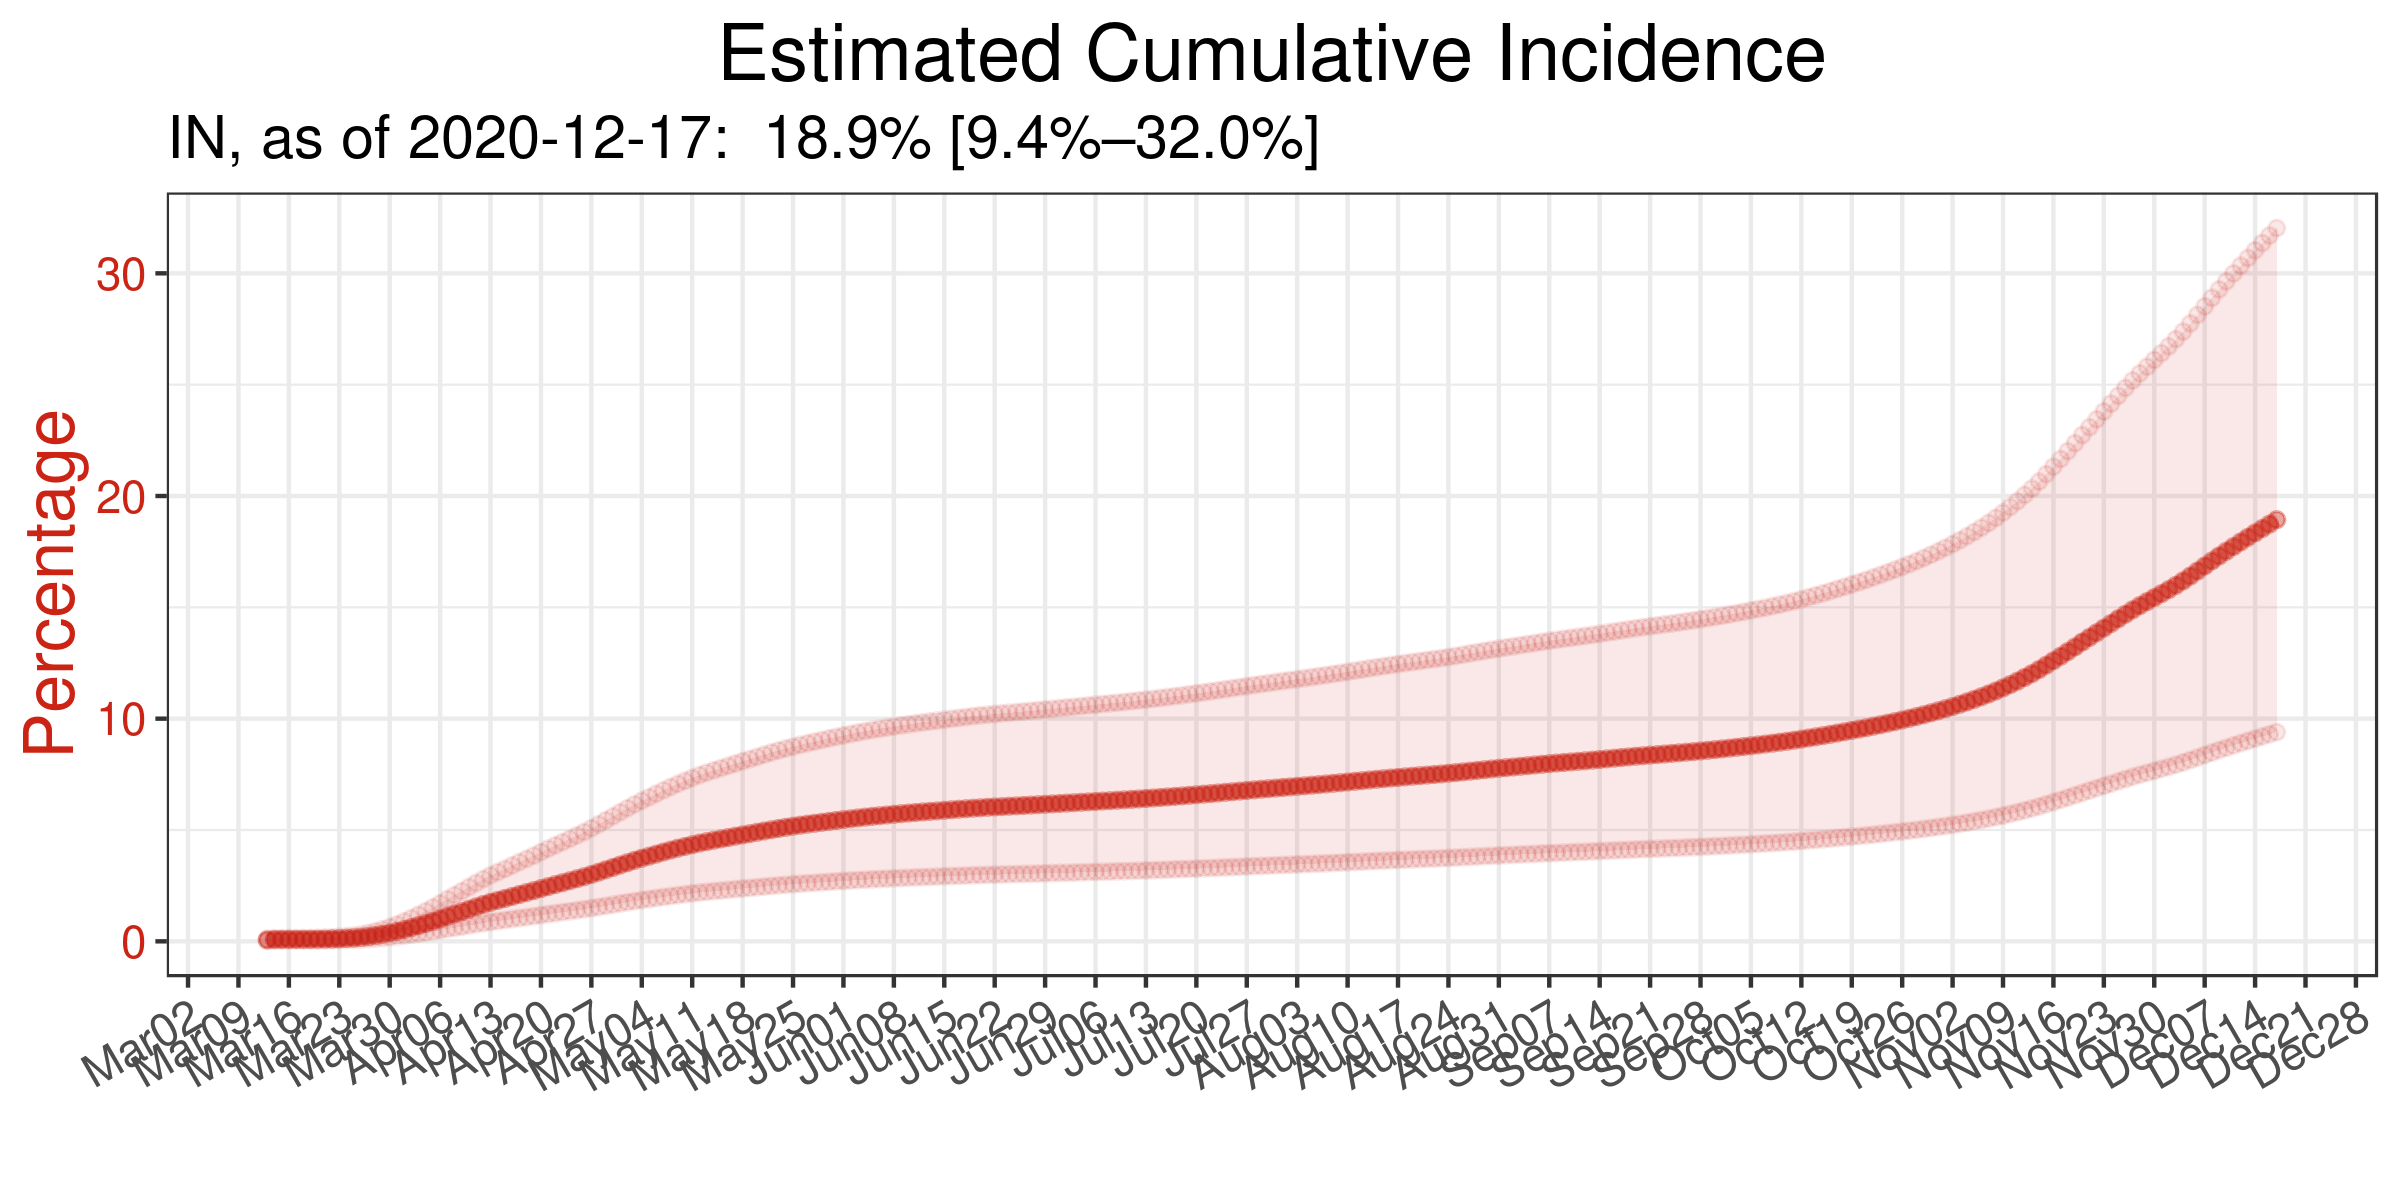 Estimated Cumulative Incidence
IN, as of 2020-12-17:  18.9% [9.4%–32.0%]
Percentage
30
20
10
0
Mar02
Mar09
Mar16
Mar23
Mar30
Apr06
Apr13
Apr20
Apr27
May04
May11
May18
May25
Jun01
Jun08
Jun15
Jun22
Jun29
Jul06
Jul13
Jul20
Jul27
Aug03
Aug10
Aug17
Aug24
Aug31
Sep07
Sep14
Sep21
Sep28
Oct05
Oct12
Oct19
Oct26
Nov02
Nov09
Nov16
Nov23
Nov30
Dec07
Dec14
Dec21
Dec28